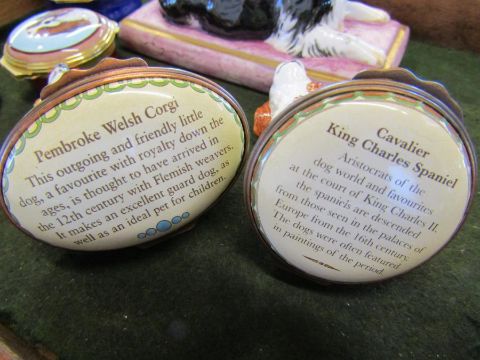 Pembroke Welsh Corgi
This outgoing and friendly little
dog, a favourite with royalty down the
ages, is thought to have arrived in
the 12th century with Flemish weavers.
It makes an excellent guard dog, as
well as an ideal pet for children.
Cavalier
King Charles Spaniel
Aristocrats of the
dog world and favourites
at the court of King Charles II.
the spaniels are descended
from those seen in the palaces of
Europe from the 16th century.
The dogs were often featured
in paintings of the period.